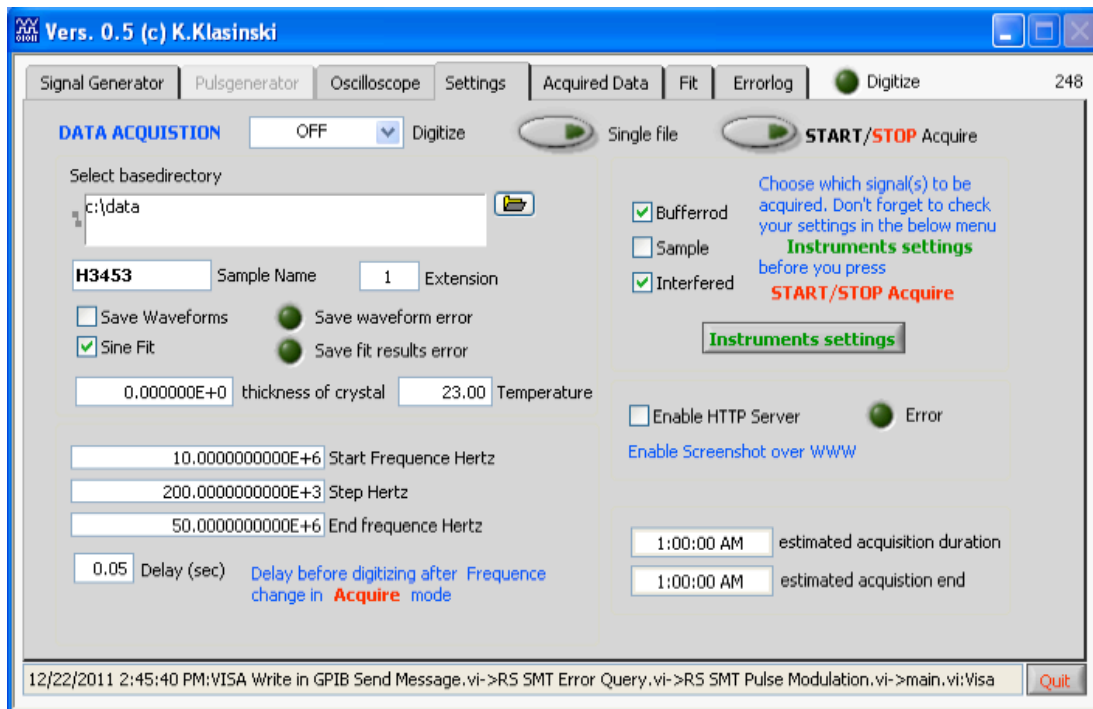 Vers. 0.5 (c) K.Klasinski
Signal Generator Pulsgenerator Oscilloscope Settings Acquired Data Fit Errorlog Digitize 248
DATA ACQUISTION OFF Digitize Single file START/STOP Acquire
Select basedirectory
c:\data
H3453 Sample Name 1 Extension
Save Waveforms Save waveform error
Sine Fit Save fit results error
0.000000E+0 thickness of crystal 23.00 Temperature
10.0000000000E+6 Start Frequence Hertz
200.0000000000E+3 Step Hertz
50.0000000000E+6 End frequence Hertz
0.05 Delay (sec) Delay before digitizing after Frequence
change in Acquire mode
Bufferrod
Sample
Interfered
Choose which signal(s) to be
acquired. Don't forget to check
your settings in the below menu
Instruments settings
before you press
START/STOP Acquire
Instruments settings
Enable HTTP Server Error
Enable Screenshot over WWW
1:00:00 AM estimated acquisition duration
1:00:00 AM estimated acquistion end
12/22/2011 2:45:40 PM:VISA Write in GPIB Send Message.vi->RS SMT Error Query.vi->RS SMT Pulse Modulation.vi->main.vi:Visa Quit